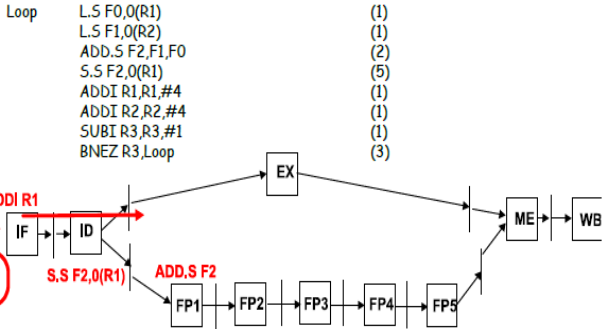 Loop L.S F0,0(R1) (1)
L.S F1,0(R2) (1)
ADD.S F2,F1,F0 (2)
S.S F2,0(R1) (5)
ADDI R1,R1,#4 (1)
ADDI R2,R2,#4 (1)
SUBI R3,R3,#1 (1)
BNEZ R3,Loop (3)
EX
DDI R1
IF ID ME WB
S.S F2,0(R1) ADD.S F2
FP1 FP2 FP3 FP4 FP5